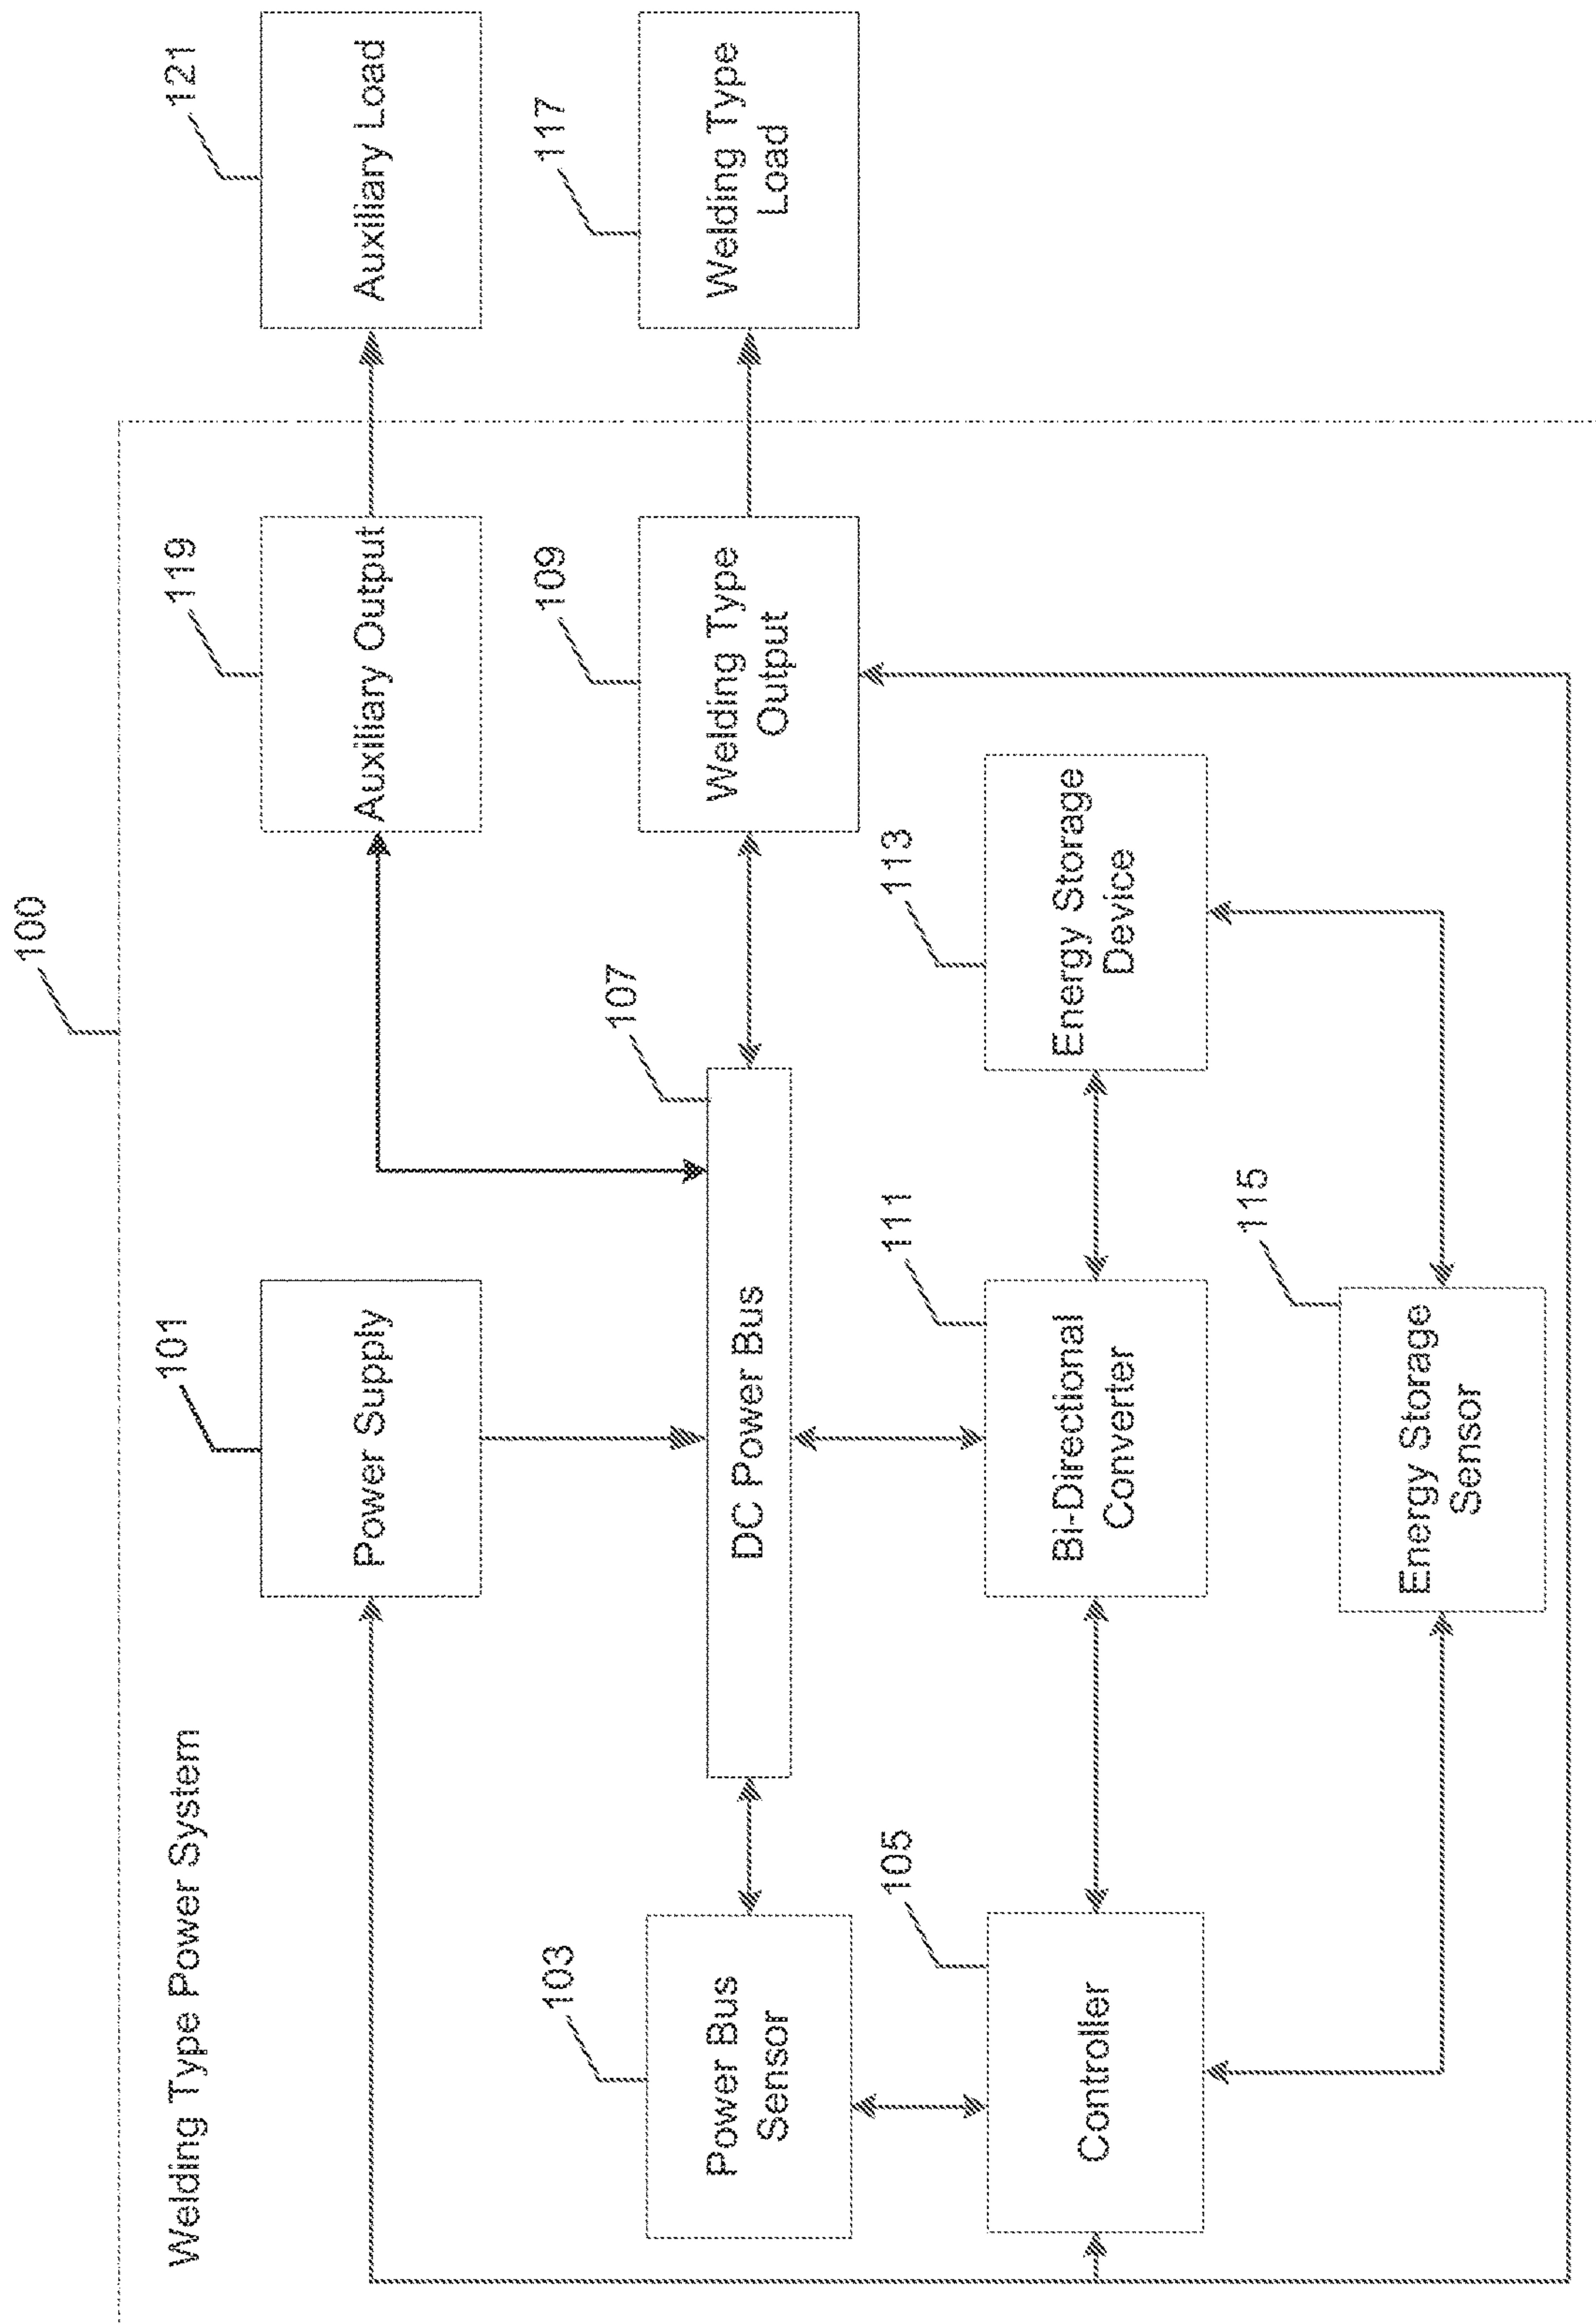 100
Welding Type Power System
101
Power Supply
119
Auxiliary Output
121
Auxiliary Load
103
Power Bus
Sensor
107
DC Power Bus
109
Welding Type
Output
117
Welding Type
Load
105
Controller
111
Bi-Directional
Converter
113
Energy Storage
Device
115
Energy Storage
Sensor